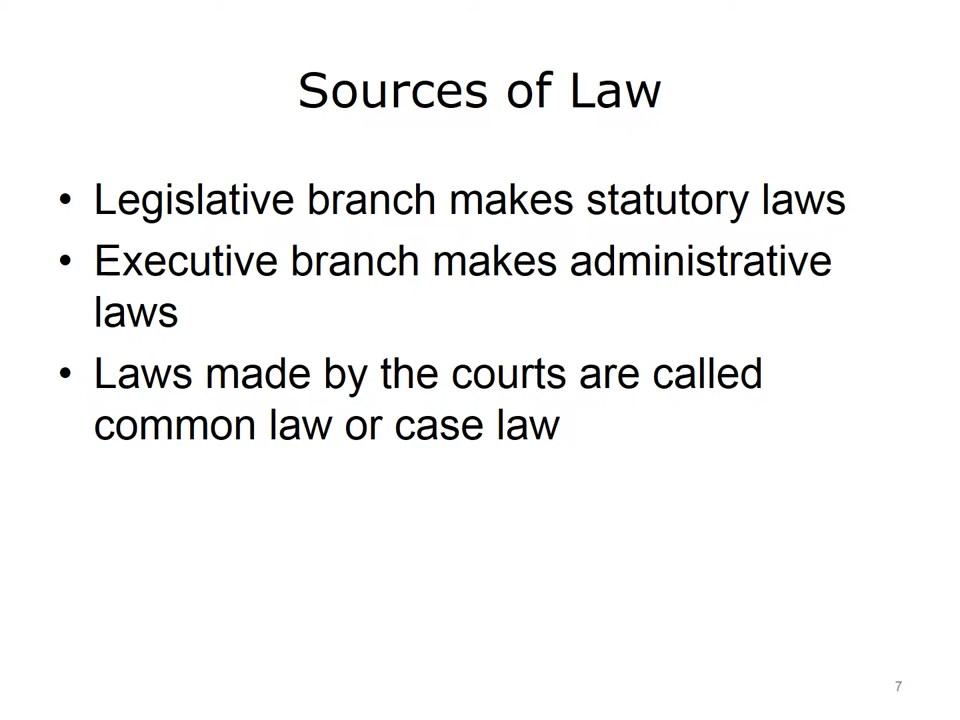 Sources of Law
• Legislative branch makes statutory laws
• Executive branch makes administrative
laws
• Laws made by the courts are called
common law or case law
7